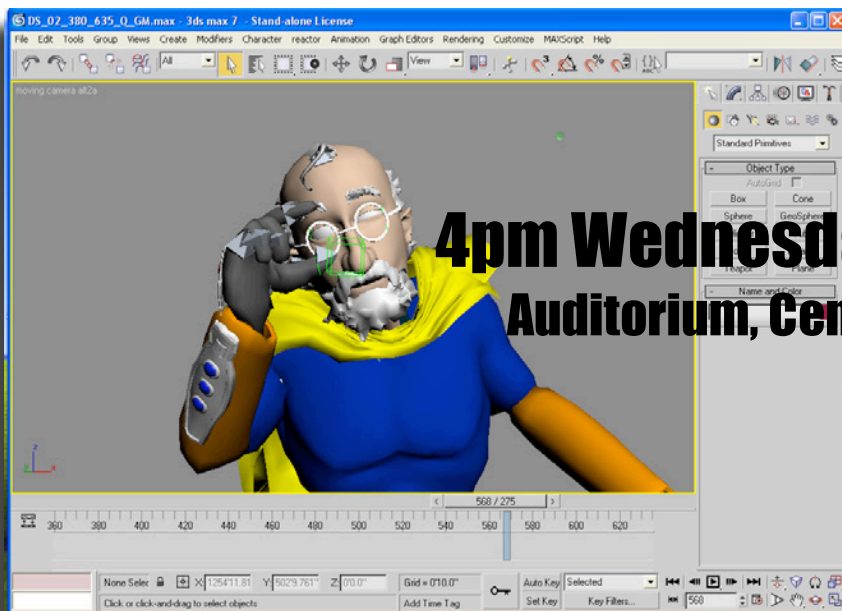 DS_02_380_635_Q_GM.max - 3ds max 7 - Stand-alone License
File Edit Tools Group Views Create Modifiers Character reactor Animation Graph Editors Rendering Customize MAXScript Help
All View
moving camera alt2a
Standard Primitives
- Object Type
AutoGrid
Box Cone
Sphere GeoSphere
4pm Wednesd
Teapot Plane
- Name and Color
Auditorium, Cen
z
x
< 568 / 275 >
360 380 400 420 440 460 480 500 520 540 560 580 600 620
None Selec X: 1254'11.81 Y: 5029.761" Z: 0'0.0" Grid = 0'10.0" Auto Key Selected
Click or click-and-drag to select objects Add Time Tag Set Key Key Filters... 568